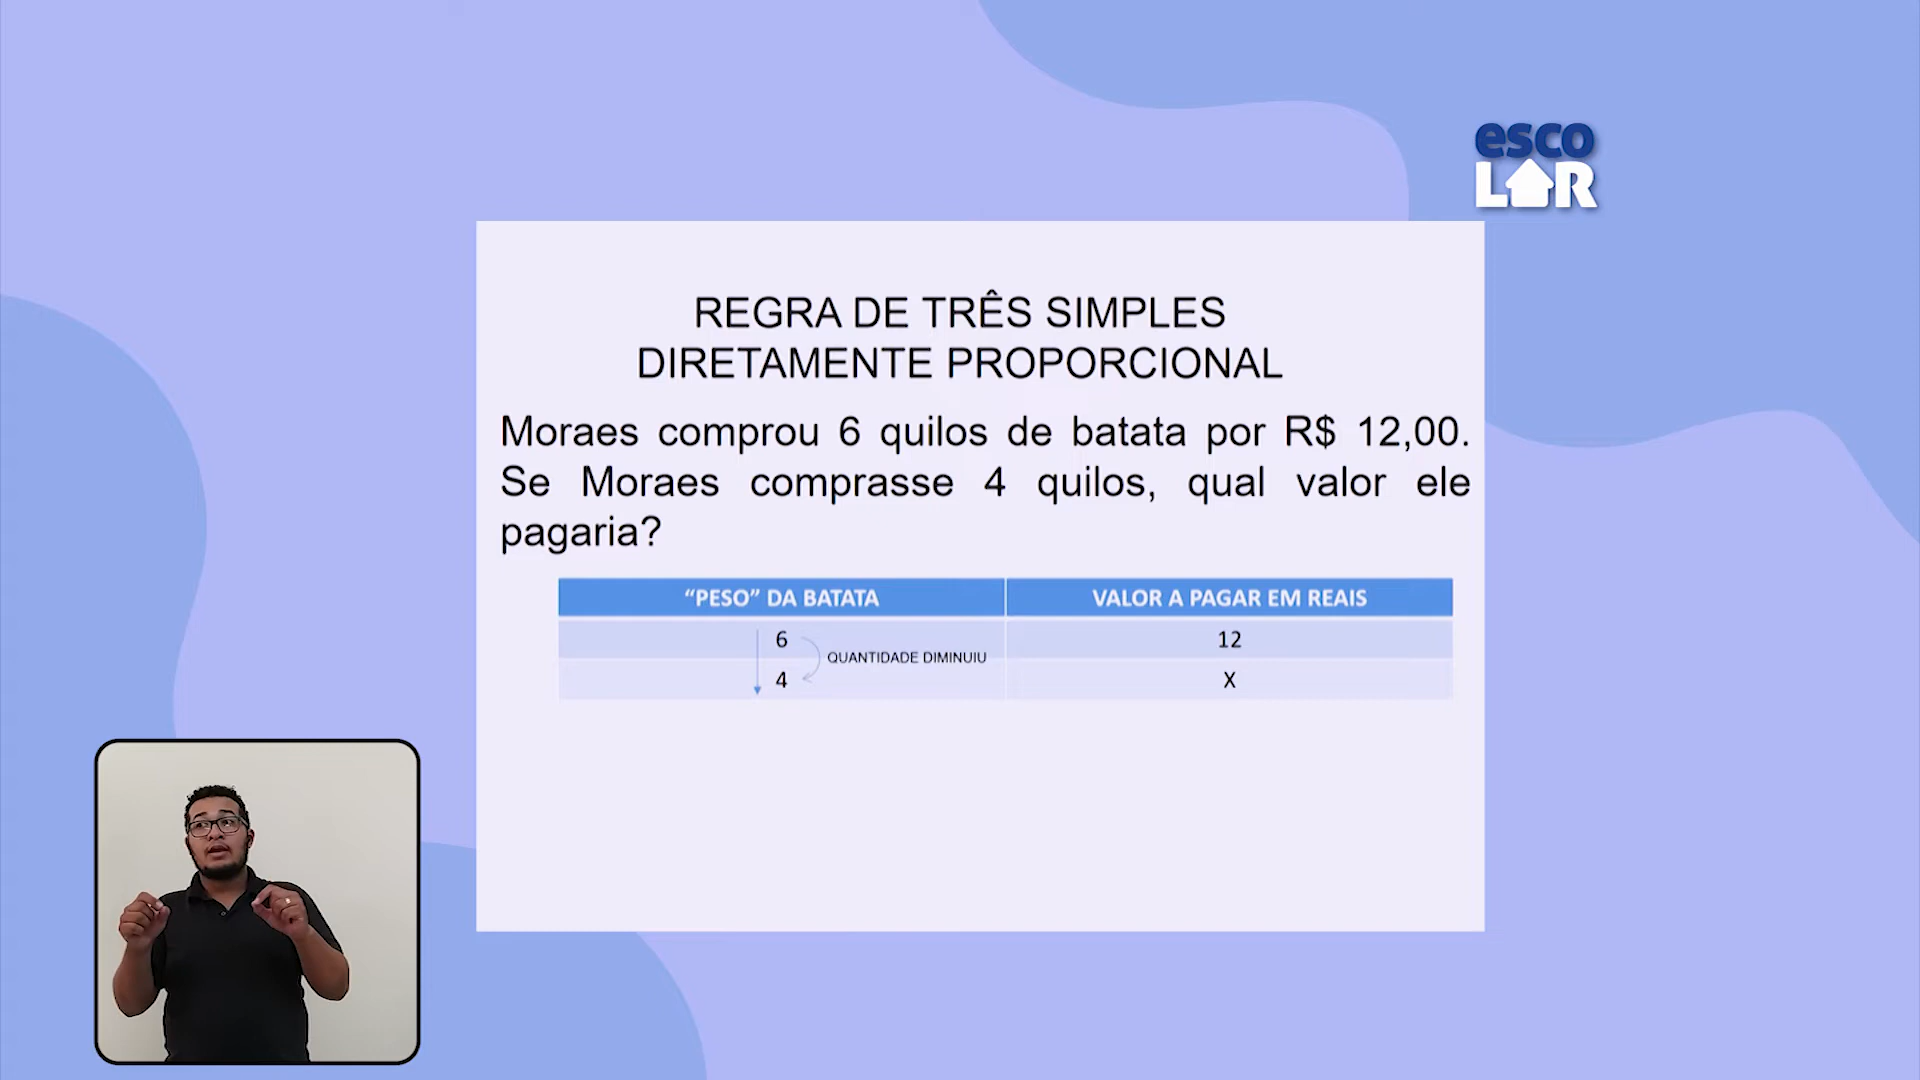 esco
LAR
REGRA DE TRÊS SIMPLES
DIRETAMENTE PROPORCIONAL
Moraes comprou 6 quilos de batata por R$ 12,00.
Se Moraes comprasse 4 quilos, qual valor ele
pagaria?
“PESO” DA BATATA VALOR A PAGAR EM REAIS
6 12
QUANTIDADE DIMINUIU
4 X